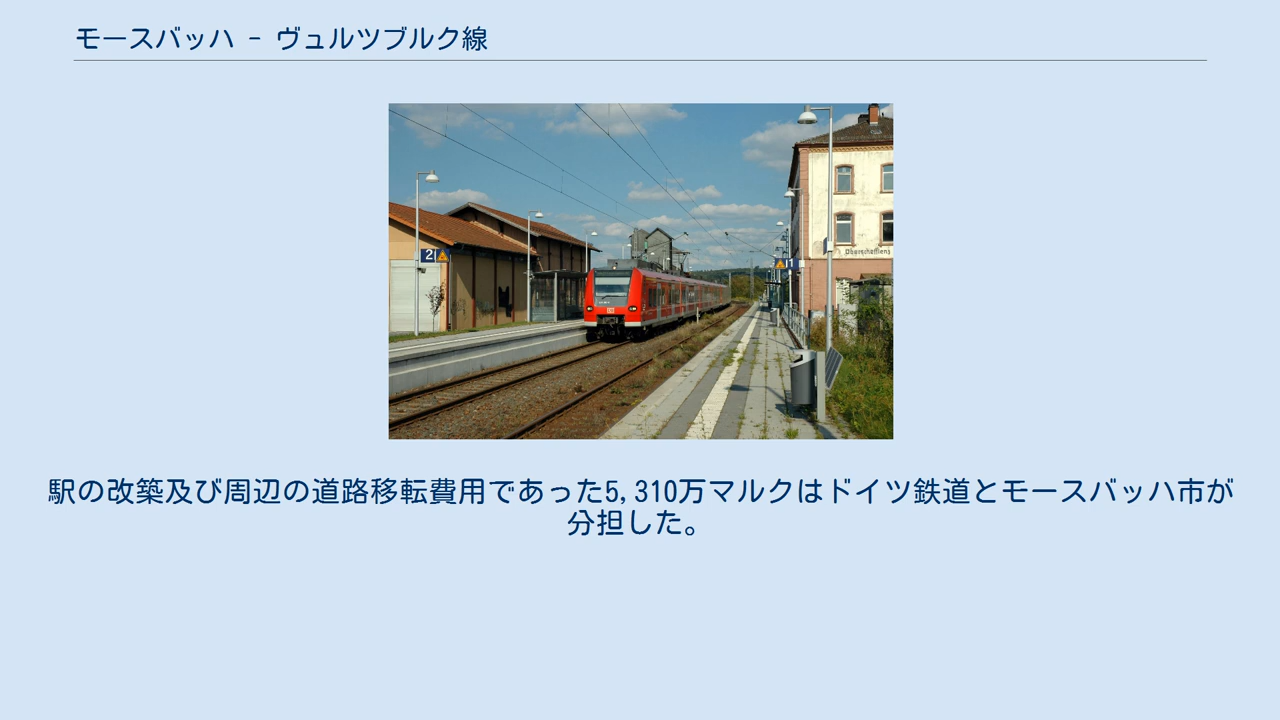 モースバッハ - ヴュルツブルク線
2
1
Oberschefflenz
駅の改築及び周辺の道路移転費用であった5,310万マルクはドイツ鉄道とモースバッハ市が
分担した。